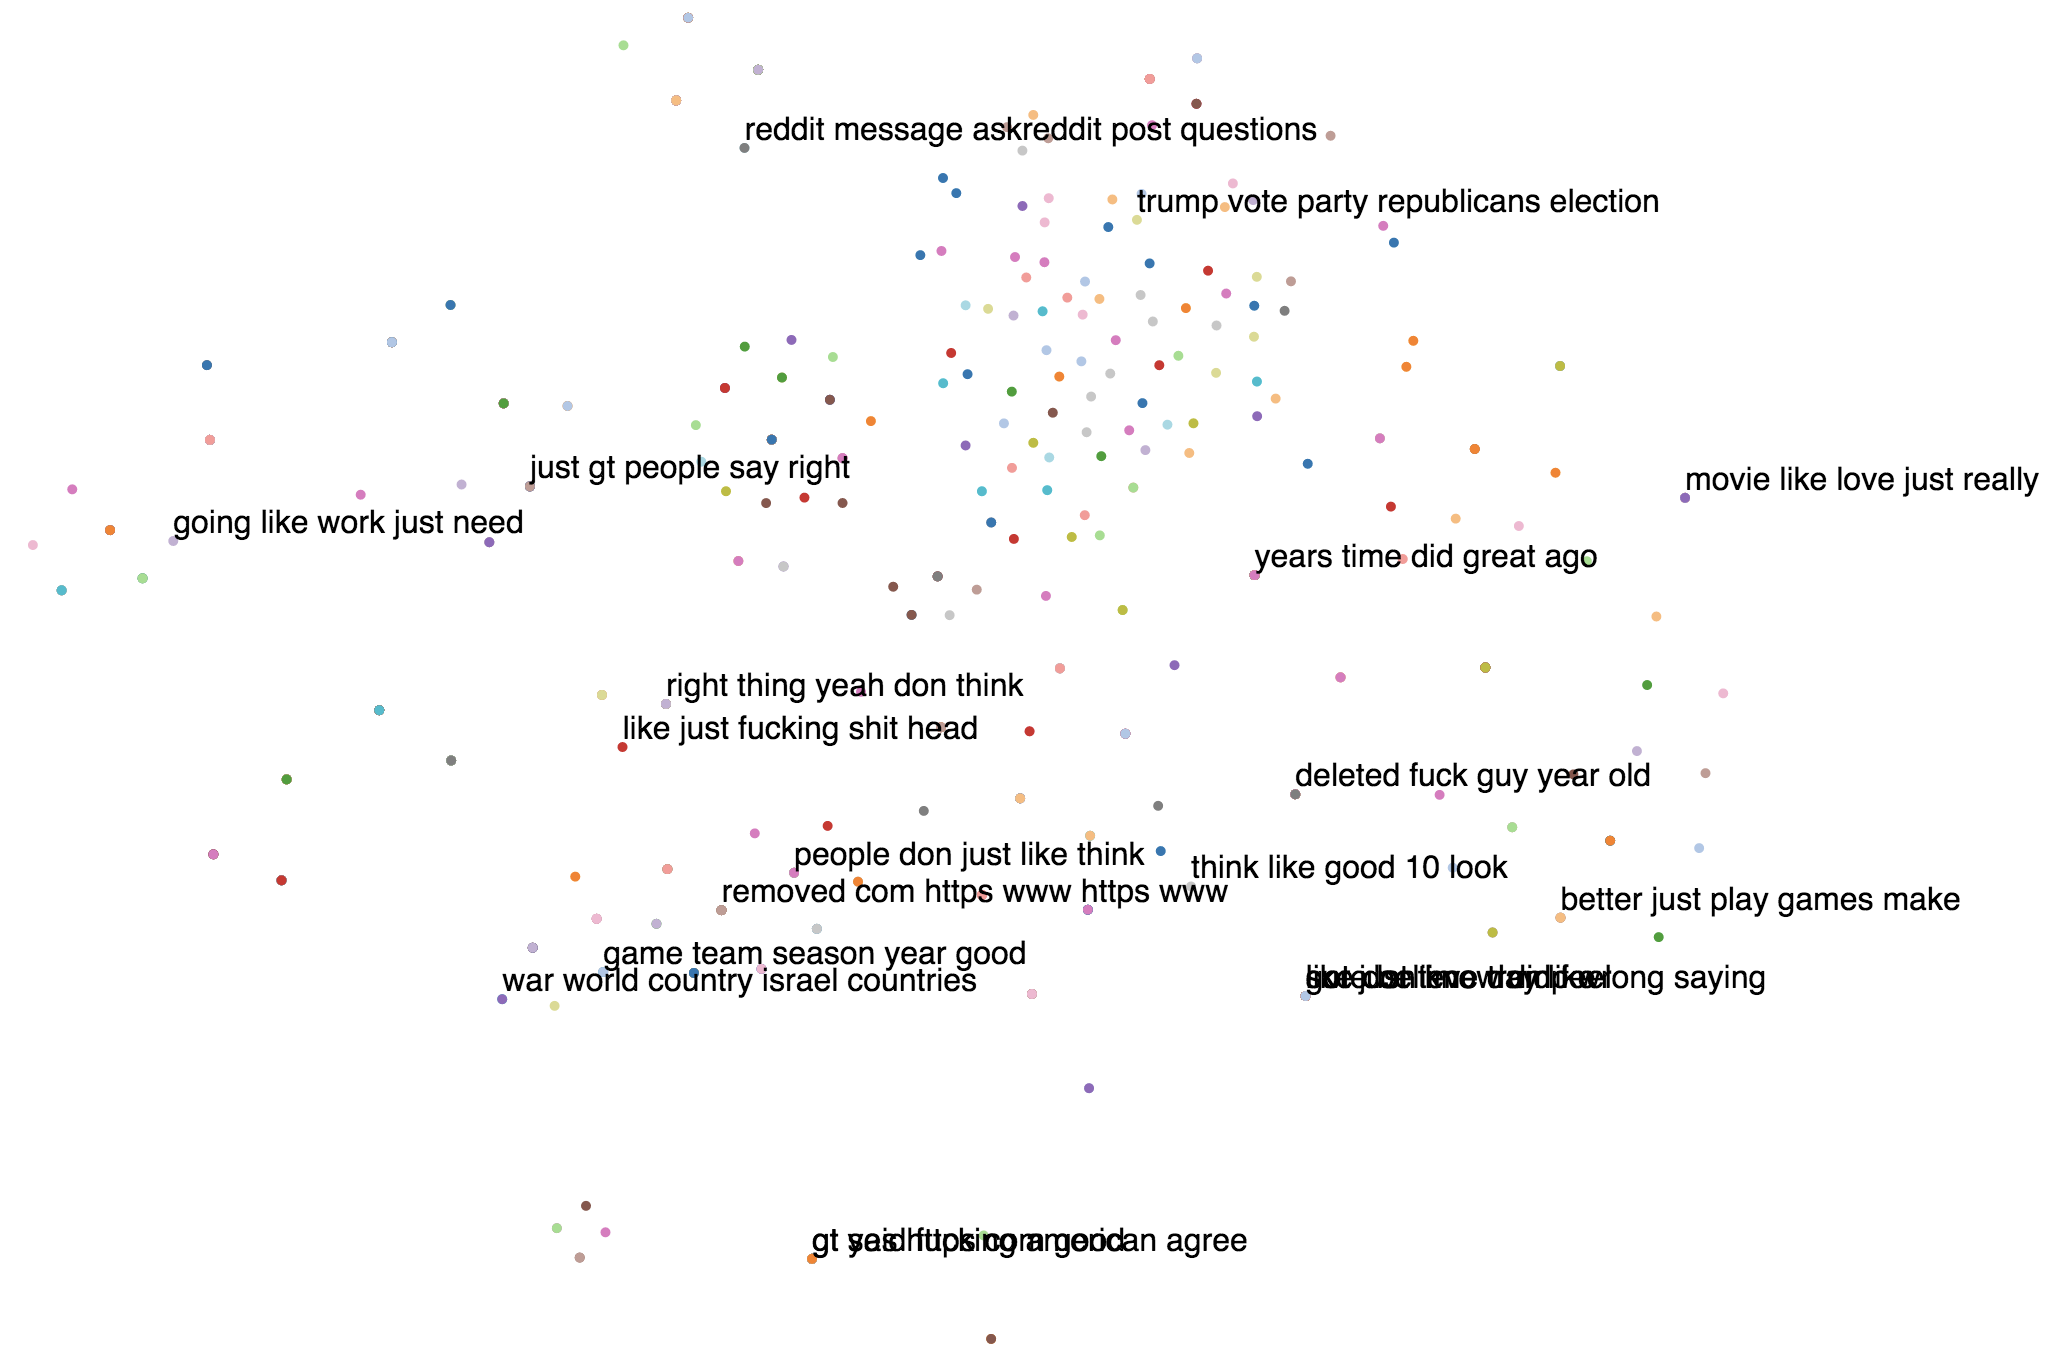 reddit message askreddit post questions
trump vote party republicans election
just gt people say right
movie like love just really
going like work just need
years time did great ago
right thing yeah don think
like just fucking shit head
deleted fuck guy year old
people don just like think
think like good 10 look
removed com https www https www
better just play games make
game team season year good
war world country israel countries
long saying
american agree